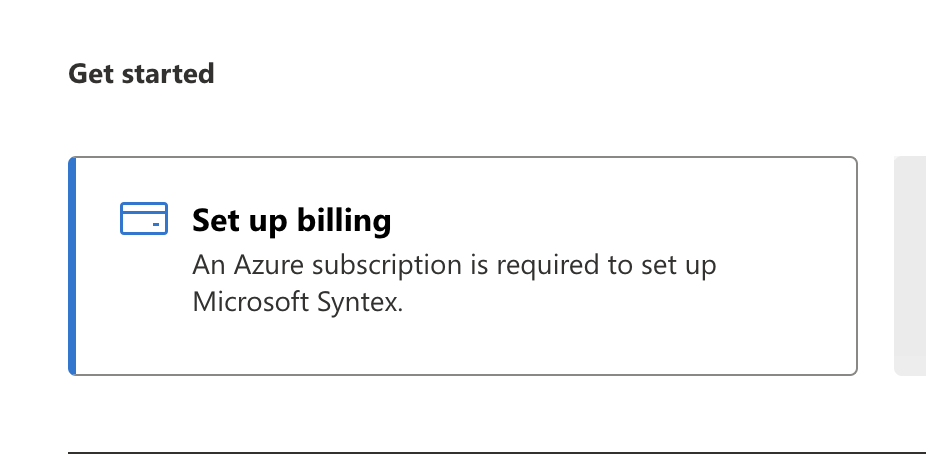 Get started
Set up billing
An Azure subscription is required to set up
Microsoft Syntex.